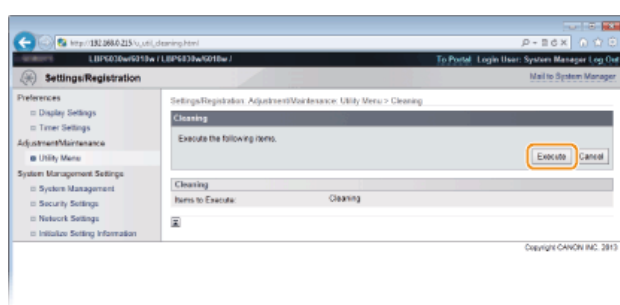 http://192.168.0.215/u_util_cleaning.html
LBP6030w/6018w / LBP6030w/6018w /
To Portal Login User: System Manager Log Out
Settings/Registration
Mail to System Manager
Preferences
Display Settings
Timer Settings
Adjustment/Maintenance
Utility Menu
System Management Settings
System Management
Security Settings
Network Settings
Initialize Setting Information
Settings/Registration: Adjustment/Maintenance: Utility Menu > Cleaning
Cleaning
Execute the following items.
Execute Cancel
Cleaning
Items to Execute: Cleaning
Copyright CANON INC. 2013